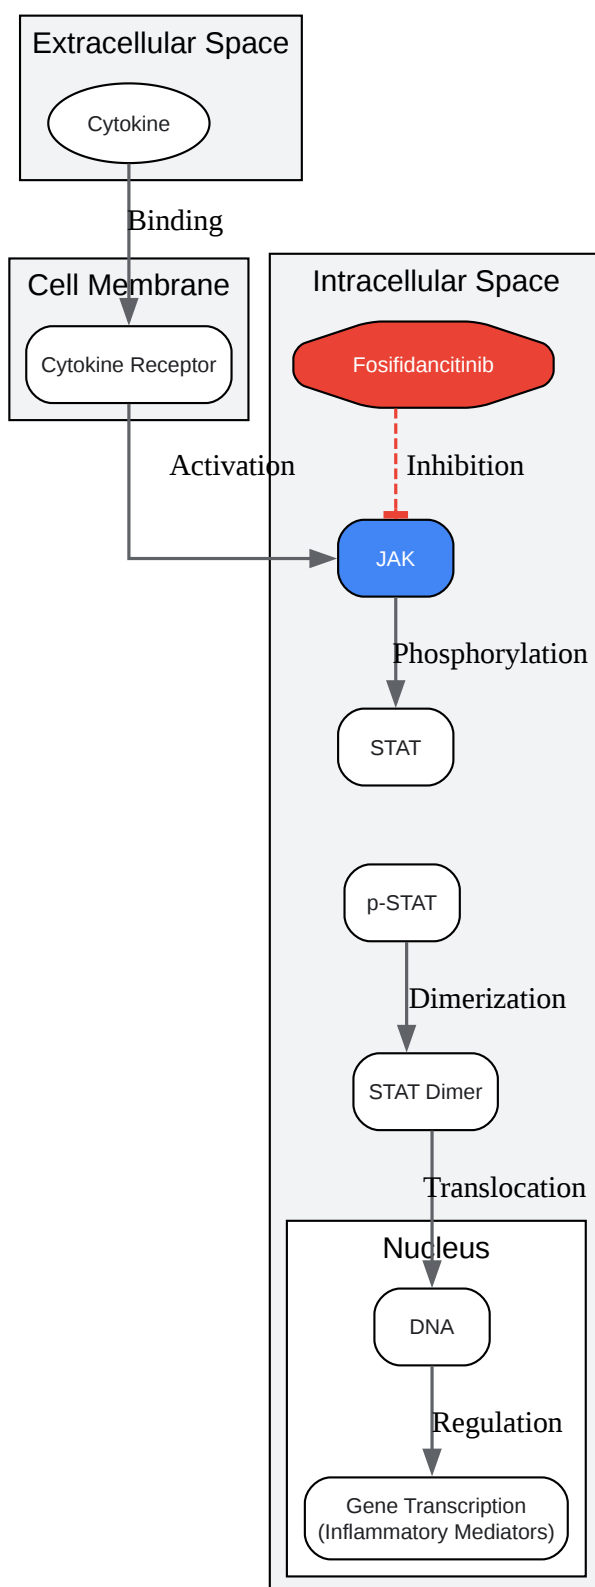 Extracellular Space
Cytokine
Binding
Cell Membrane
Cytokine Receptor
Intracellular Space
Fosifidancitinib
Activation
Inhibition
JAK
Phosphorylation
STAT
p-STAT
Dimerization
STAT Dimer
Translocation
Nucleus
DNA
Regulation
Gene Transcription
(Inflammatory Mediators)